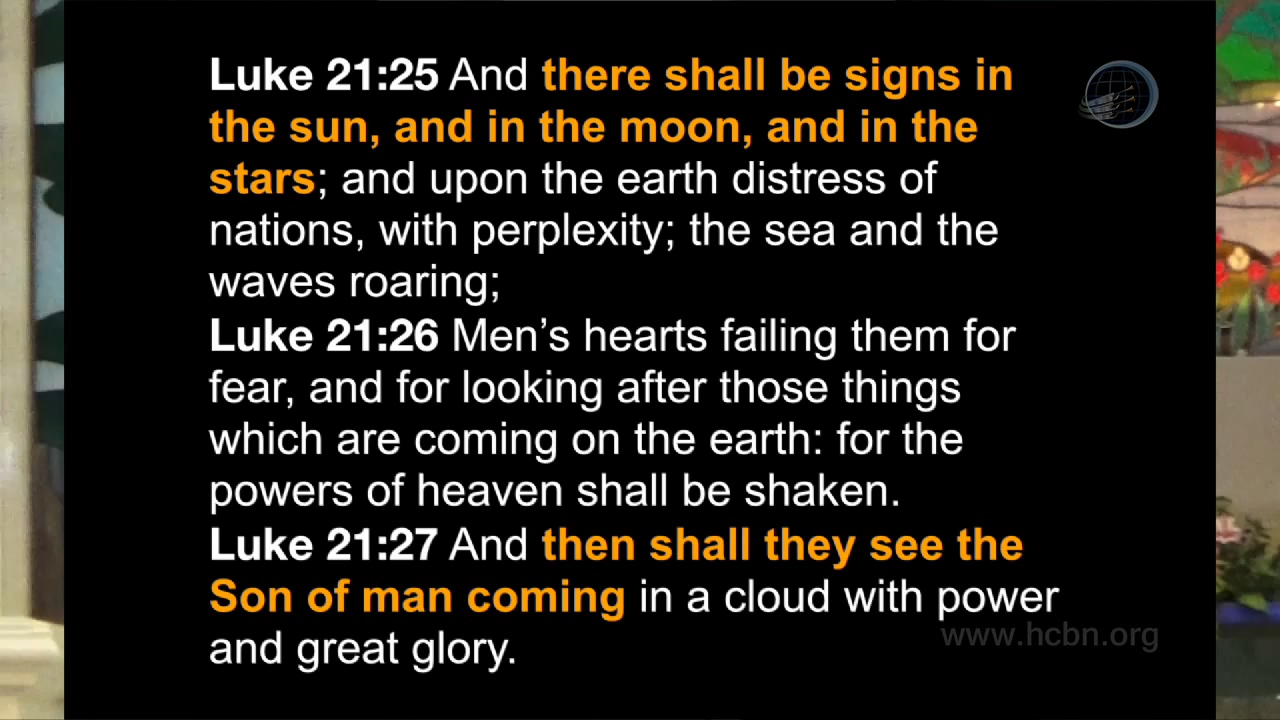 Luke 21:25 And there shall be signs in
the sun, and in the moon, and in the
stars; and upon the earth distress of
nations, with perplexity; the sea and the
waves roaring;
Luke 21:26 Men’s hearts failing them for
fear, and for looking after those things
which are coming on the earth: for the
powers of heaven shall be shaken.
Luke 21:27 And then shall they see the
Son of man coming in a cloud with power
and great glory.
www.hcbn.org